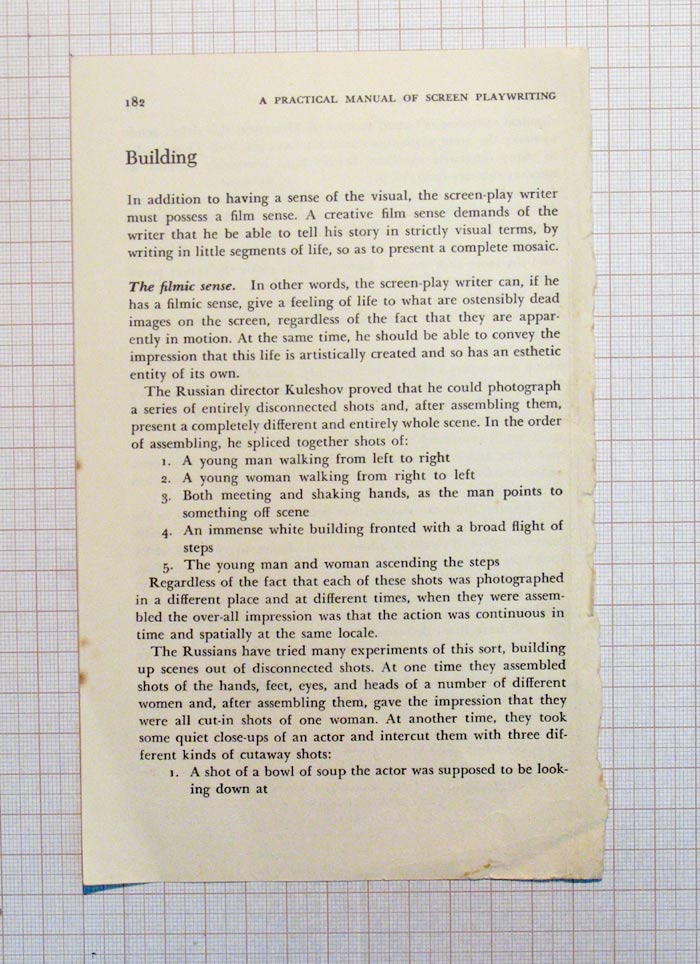 182 A PRACTICAL MANUAL OF SCREEN PLAYWRITING
Building
In addition to having a sense of the visual, the screen-play writer
must possess a film sense. A creative film sense demands of the
writer that he be able to tell his story in strictly visual terms, by
writing in little segments of life, so as to present a complete mosaic.
The filmic sense. In other words, the screen-play writer can, if he
has a filmic sense, give a feeling of life to what are ostensibly dead
images on the screen, regardless of the fact that they are appar-
ently in motion. At the same time, he should be able to convey the
impression that this life is artistically created and so has an esthetic
entity of its own.
The Russian director Kuleshov proved that he could photograph
a series of entirely disconnected shots and, after assembling them,
present a completely different and entirely whole scene. In the order
of assembling, he spliced together shots of:
1. A young man walking from left to right
2. A young woman walking from right to left
3. Both meeting and shaking hands, as the man points to
something off scene
4. An immense white building fronted with a broad flight of
steps
5. The young man and woman ascending the steps
Regardless of the fact that each of these shots was photographed
in a different place and at different times, when they were assem-
bled the over-all impression was that the action was continuous in
time and spatially at the same locale.
The Russians have tried many experiments of this sort, building
up scenes out of disconnected shots. At one time they assembled
shots of the hands, feet, eyes, and heads of a number of different
women and, after assembling them, gave the impression that they
were all cut-in shots of one woman. At another time, they took
some quiet close-ups of an actor and intercut them with three dif-
ferent kinds of cutaway shots:
1. A shot of a bowl of soup the actor was supposed to be look-
ing down at